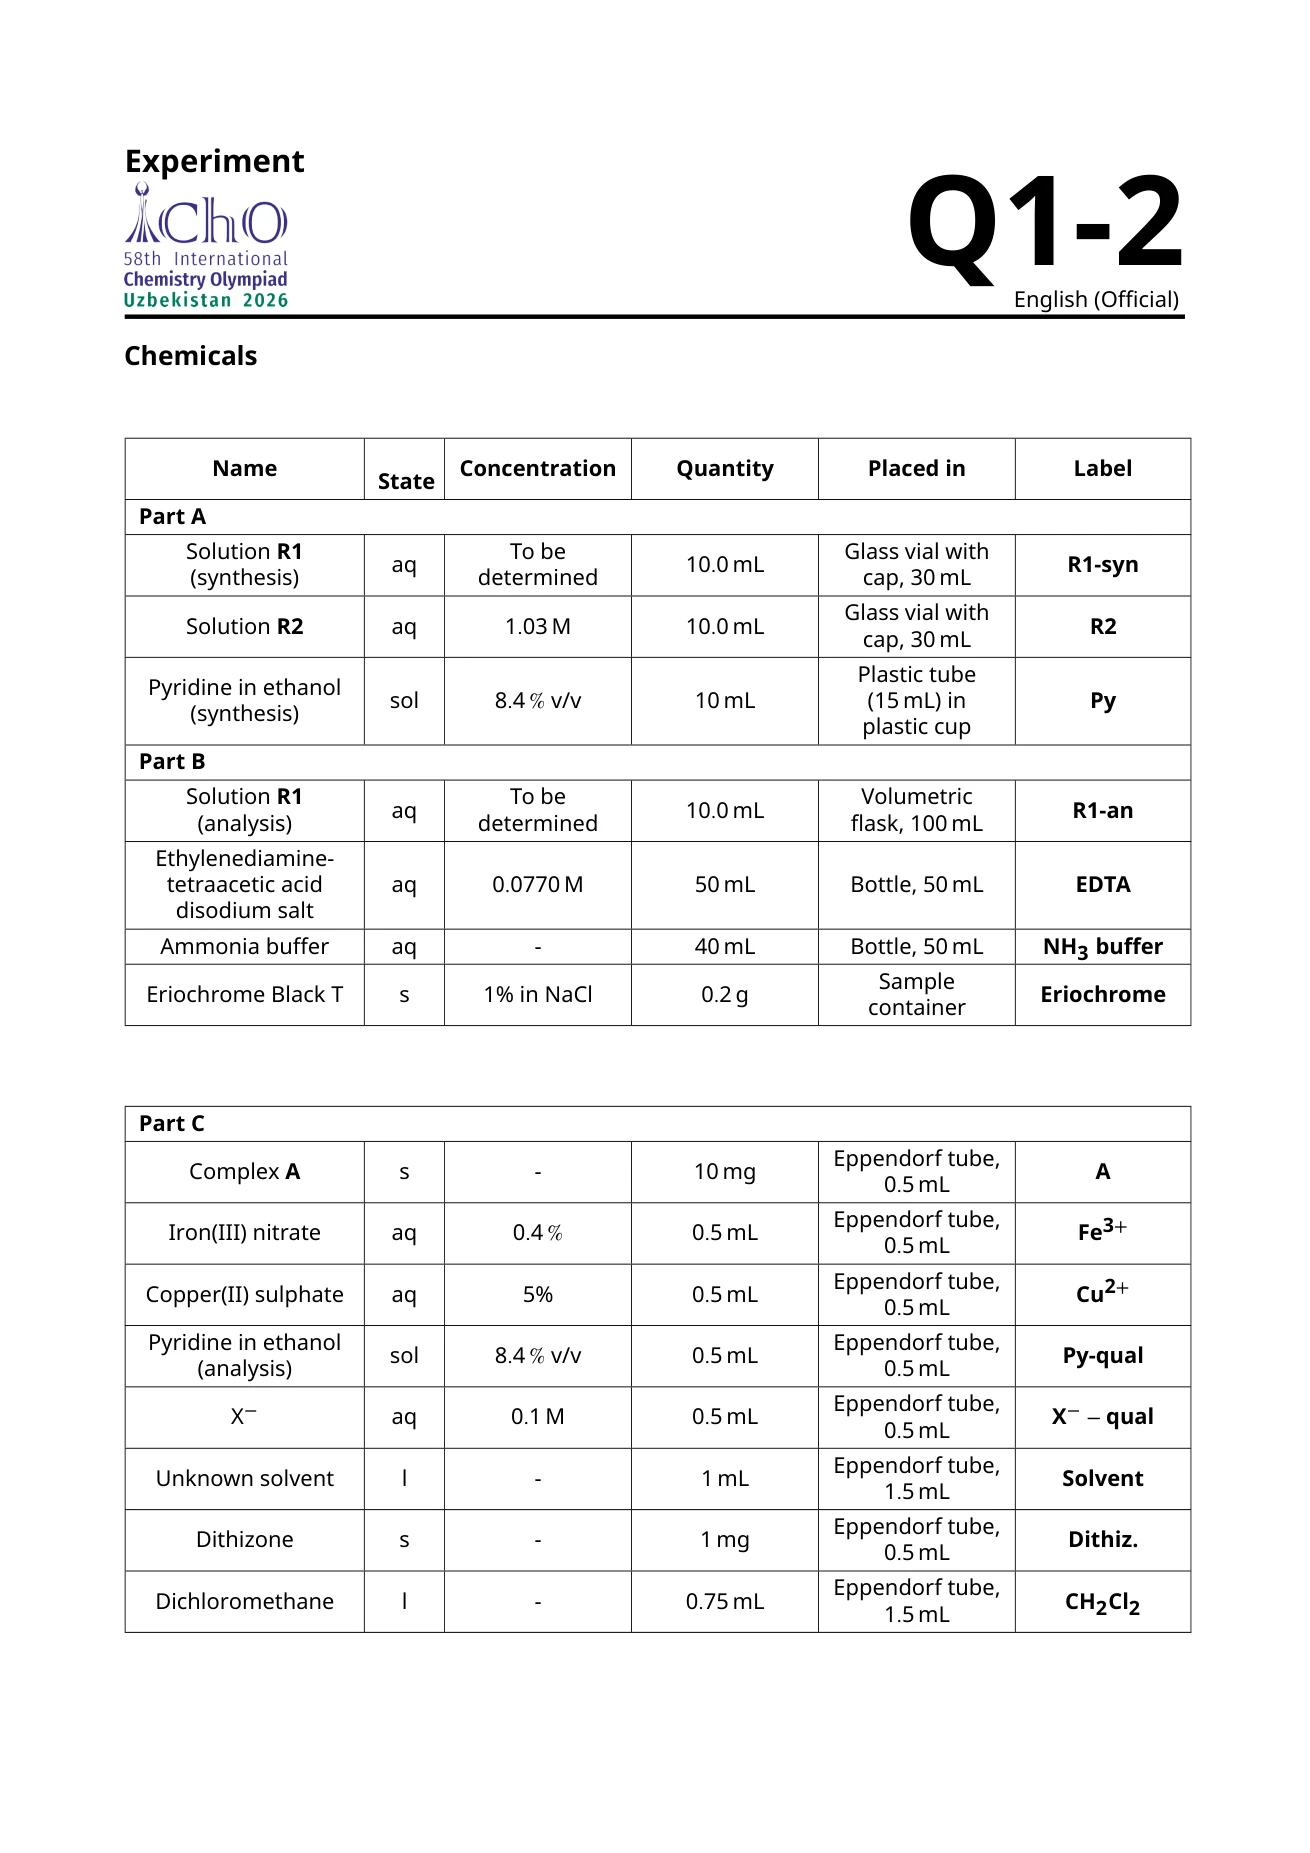 Experiment
IChO
58th International
Chemistry Olympiad
Uzbekistan 2026
Q1-2
English (Official)
Chemicals
Name State Concentration Quantity Placed in Label
Part A
Solution R1 (synthesis) aq To be determined 10.0 mL Glass vial with cap, 30 mL R1-syn
Solution R2 aq 1.03 M 10.0 mL Glass vial with cap, 30 mL R2
Pyridine in ethanol (synthesis) sol 8.4 % v/v 10 mL Plastic tube (15 mL) in plastic cup Py
Part B
Solution R1 (analysis) aq To be determined 10.0 mL Volumetric flask, 100 mL R1-an
Ethylenediamine-tetraacetic acid disodium salt aq 0.0770 M 50 mL Bottle, 50 mL EDTA
Ammonia buffer aq - 40 mL Bottle, 50 mL NH₃ buffer
Eriochrome Black T s 1% in NaCl 0.2 g Sample container Eriochrome
Part C
Complex A s - 10 mg Eppendorf tube, 0.5 mL A
Iron(III) nitrate aq 0.4 % 0.5 mL Eppendorf tube, 0.5 mL Fe³⁺
Copper(II) sulphate aq 5% 0.5 mL Eppendorf tube, 0.5 mL Cu²⁺
Pyridine in ethanol (analysis) sol 8.4 % v/v 0.5 mL Eppendorf tube, 0.5 mL Py-qual
X⁻ aq 0.1 M 0.5 mL Eppendorf tube, 0.5 mL X⁻ – qual
Unknown solvent l - 1 mL Eppendorf tube, 1.5 mL Solvent
Dithizone s - 1 mg Eppendorf tube, 0.5 mL Dithiz.
Dichloromethane l - 0.75 mL Eppendorf tube, 1.5 mL CH₂Cl₂